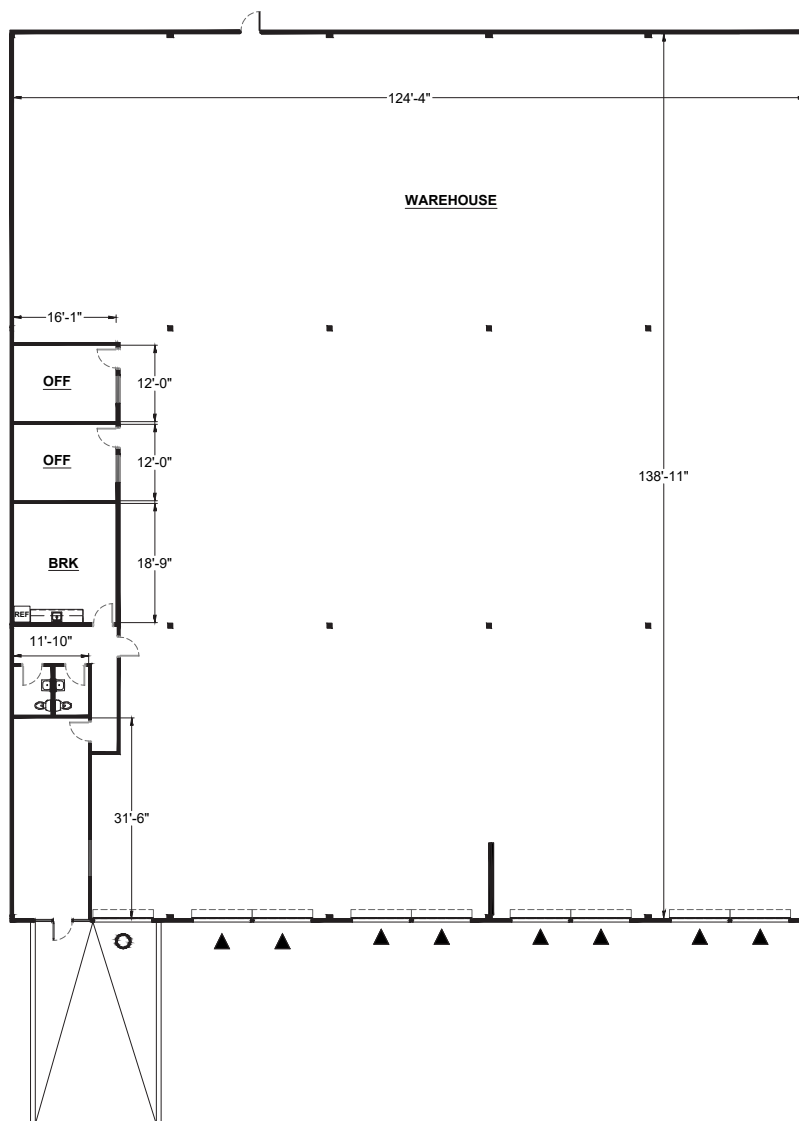 124'-4"
WAREHOUSE
16'-1"
OFF
12'-0"
OFF
12'-0"
138'-11"
BRK
18'-9"
REF
11'-10"
31'-6"